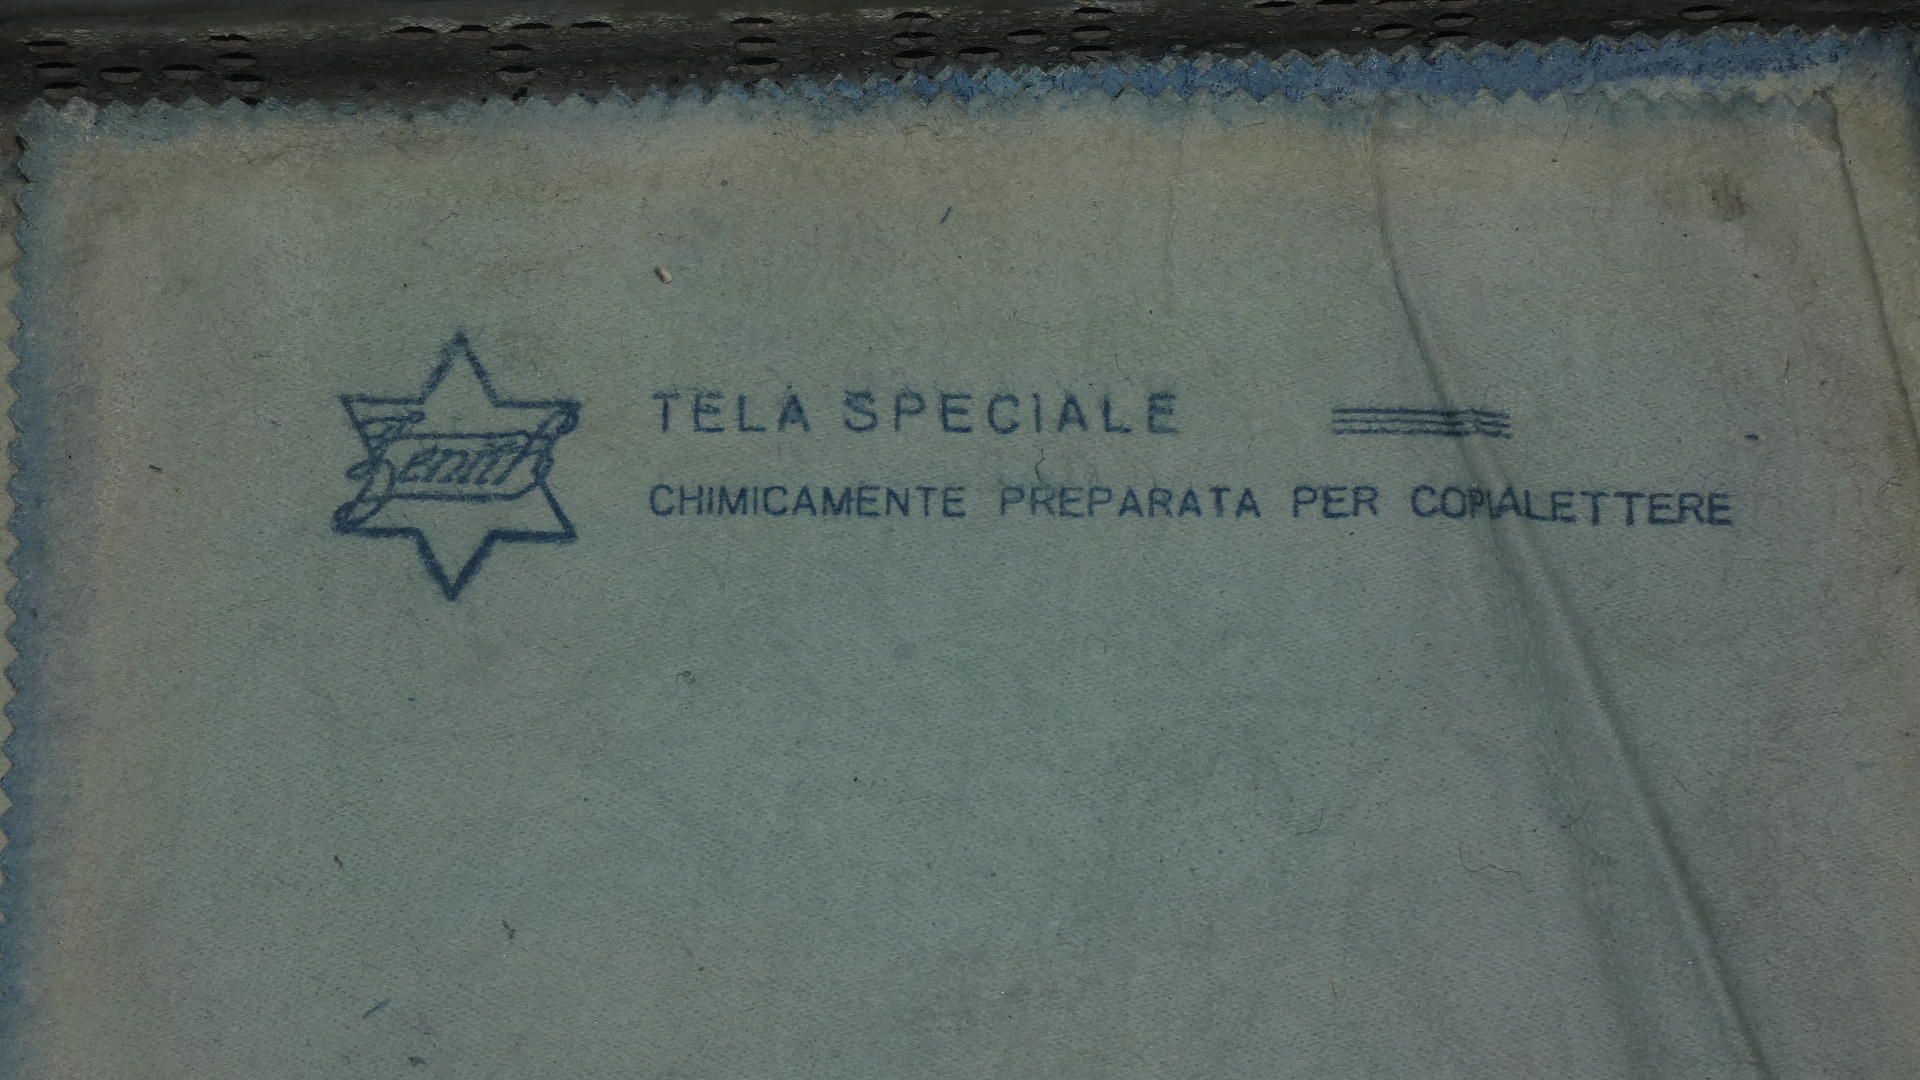 Zenith
TELA SPECIALE
CHIMICAMENTE PREPARATA PER COPIALETTERE